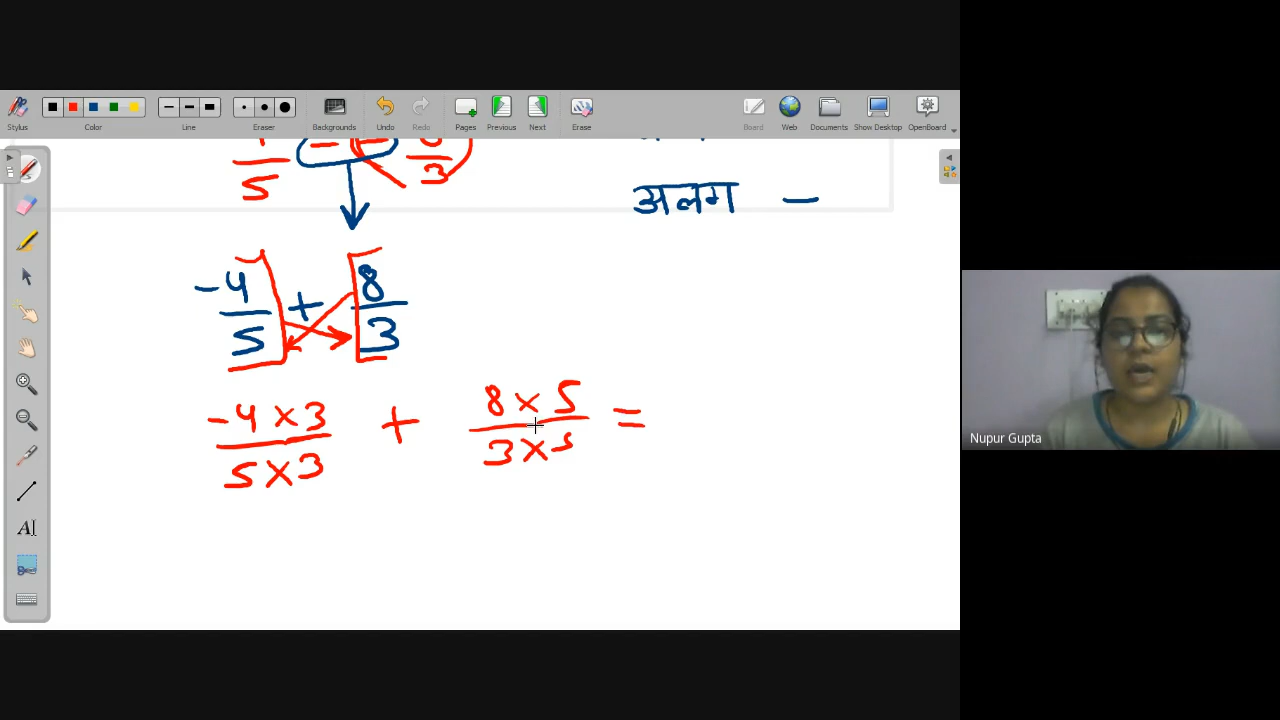 Stylus
Color
Line
Eraser
Backgrounds
Undo
Redo
Pages
Previous
Next
Erase
Board
Web
Documents
Show Desktop
OpenBoard
5
3
अलग –
-4/5 + 8/3
-4 × 3 / 5 × 3 + 8 × 5 / 3 × 5 =
Nupur Gupta